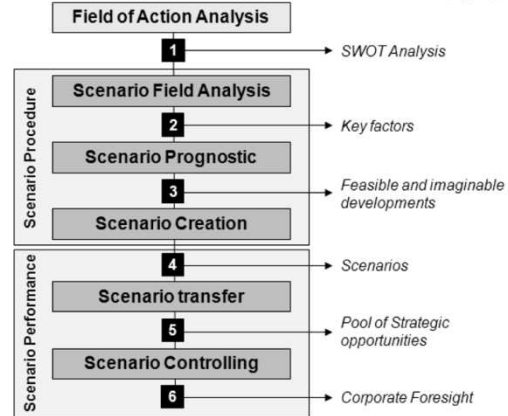 Field of Action Analysis
1
SWOT Analysis
Scenario Procedure
Scenario Field Analysis
2
Key factors
Scenario Prognostic
3
Feasible and imaginable
developments
Scenario Creation
Scenario Performance
4
Scenarios
Scenario transfer
5
Pool of Strategic
opportunities
Scenario Controlling
6
Corporate Foresight